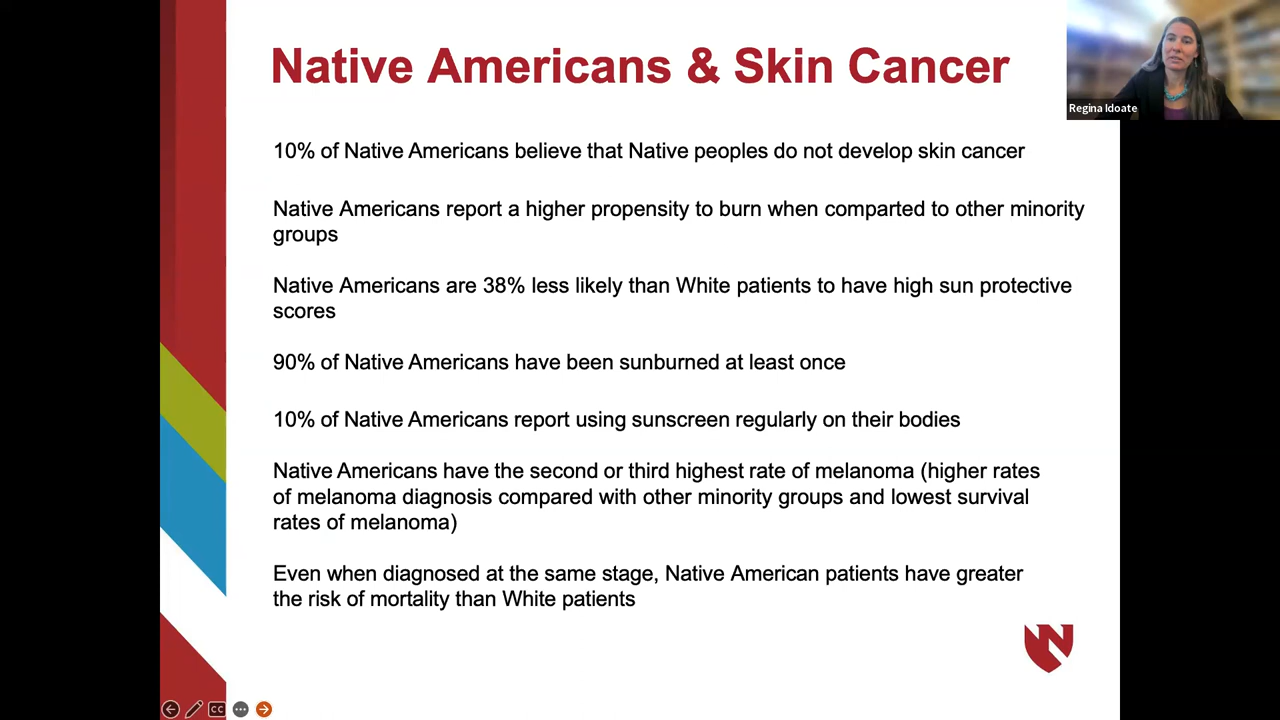 Native Americans & Skin Cancer
Regina Idoate
10% of Native Americans believe that Native peoples do not develop skin cancer
Native Americans report a higher propensity to burn when comparted to other minority
groups
Native Americans are 38% less likely than White patients to have high sun protective
scores
90% of Native Americans have been sunburned at least once
10% of Native Americans report using sunscreen regularly on their bodies
Native Americans have the second or third highest rate of melanoma (higher rates
of melanoma diagnosis compared with other minority groups and lowest survival
rates of melanoma)
Even when diagnosed at the same stage, Native American patients have greater
the risk of mortality than White patients
N
CC